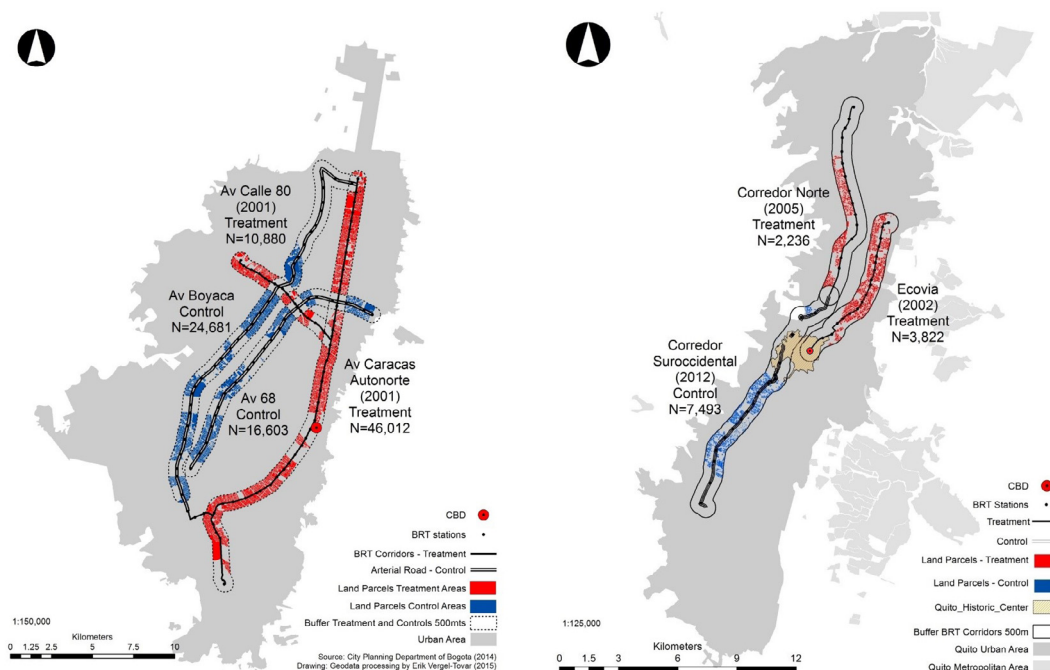 Av Calle 80
(2001)
Treatment
N=10,880
Av Boyaca
Control
N=24,681
Av 68
Control
N=16,603
Av Caracas
Autonorte
(2001)
Treatment
N=46,012
CBD
BRT stations
BRT Corridors - Treatment
Arterial Road - Control
Land Parcels Treatment Areas
Land Parcels Control Areas
Buffer Treatment and Controls 500mts
Urban Area
1:150,000
Kilometers
0 1.25 2.5 5 7.5 10
Source: City Planning Department of Bogota (2014)
Drawing: Geodata processing by Erik Vergel-Tovar (2015)
Corredor Norte
(2005)
Treatment
N=2,236
Ecovia
(2002)
Treatment
N=3,822
Corredor
Suroccidental
(2012)
Control
N=7,493
CBD
BRT Stations
Treatment
Control
Land Parcels - Treatment
Land Parcels - Control
Quito_Historic_Center
Buffer BRT Corridors 500m
Quito Urban Area
Quito Metropolitan Area
1:125,000
Kilometers
0 1.5 3 6 9 12